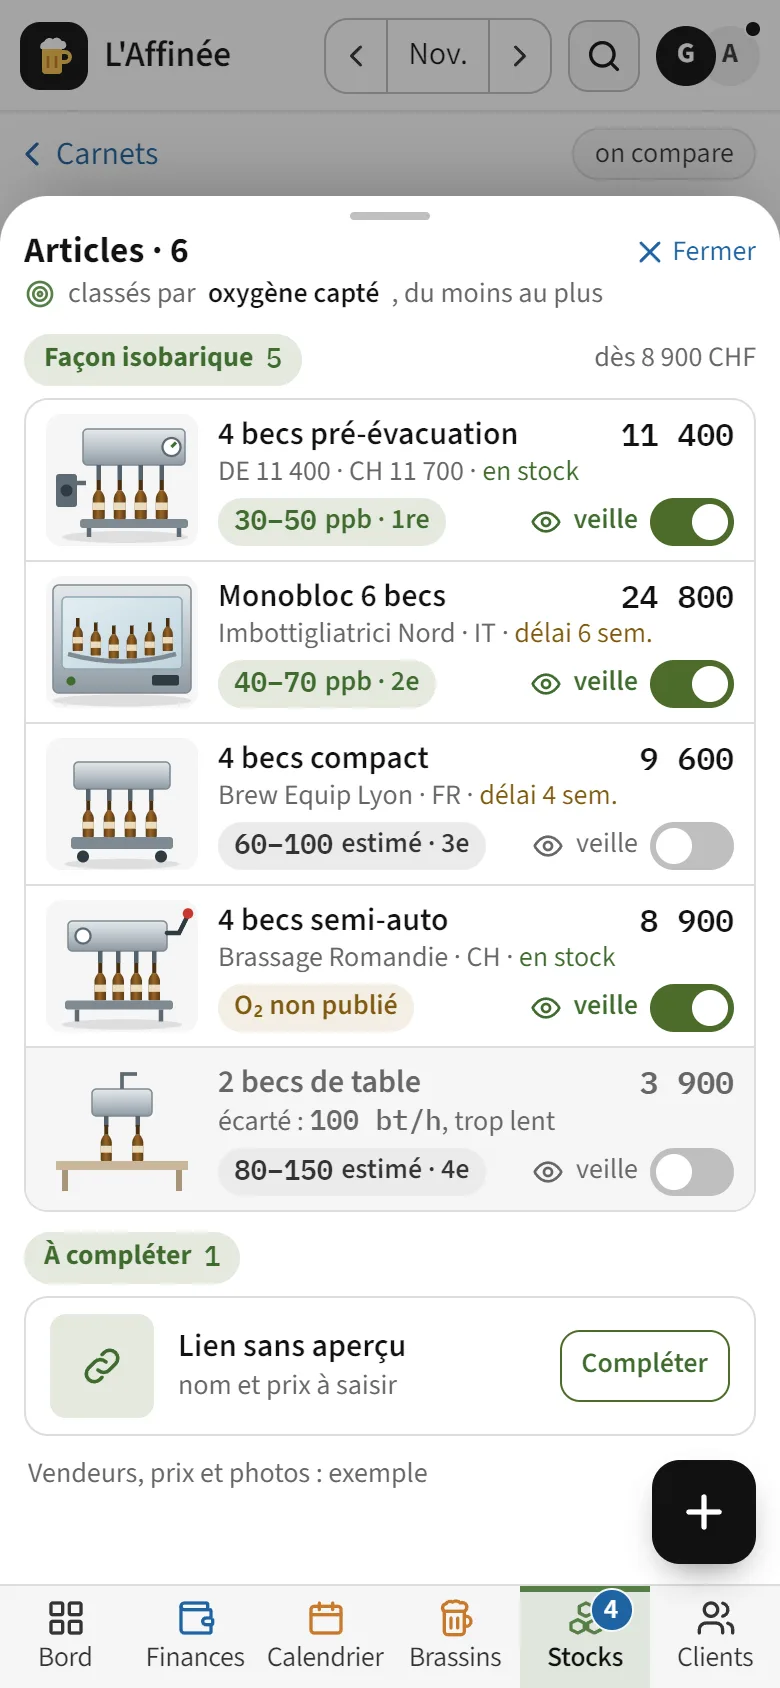 L'Affinée
Nov.
G
A
Carnets
on compare
Articles · 6
Fermer
classés par oxygène capté , du moins au plus
Façon isobarique 5
dès 8 900 CHF
4 becs pré-évacuation
11 400
DE 11 400 · CH 11 700 · en stock
30–50 ppb · 1re
veille
Monobloc 6 becs
24 800
Imbottigliatrici Nord · IT · délai 6 sem.
40–70 ppb · 2e
veille
4 becs compact
9 600
Brew Equip Lyon · FR · délai 4 sem.
60–100 estimé · 3e
veille
4 becs semi-auto
8 900
Brassage Romandie · CH · en stock
O₂ non publié
veille
2 becs de table
3 900
écarté : 100 bt/h, trop lent
80–150 estimé · 4e
veille
À compléter 1
Lien sans aperçu
nom et prix à saisir
Compléter
Vendeurs, prix et photos : exemple
4
Bord
Finances
Calendrier
Brassins
Stocks
Clients